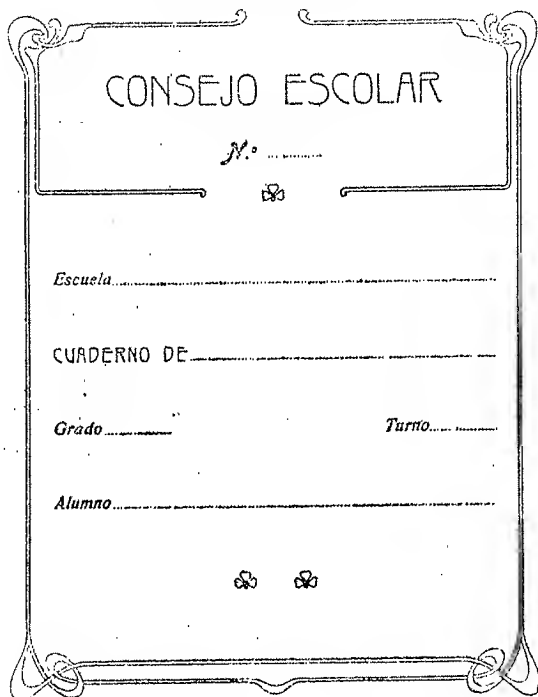 CONSEJO ESCOLAR
N.º ............
Escuela............
CUADERNO DE............
Grado............ Turno............
Alumno............